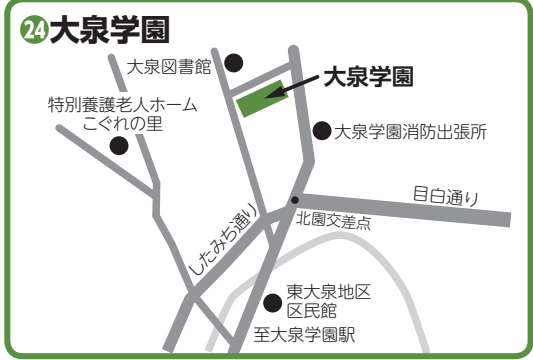 24大泉学園
大泉図書館
大泉学園
特別養護老人ホーム
こぐれの里
大泉学園消防出張所
目白通り
北園交差点
したみち通り
東大泉地区
区民館
至大泉学園駅